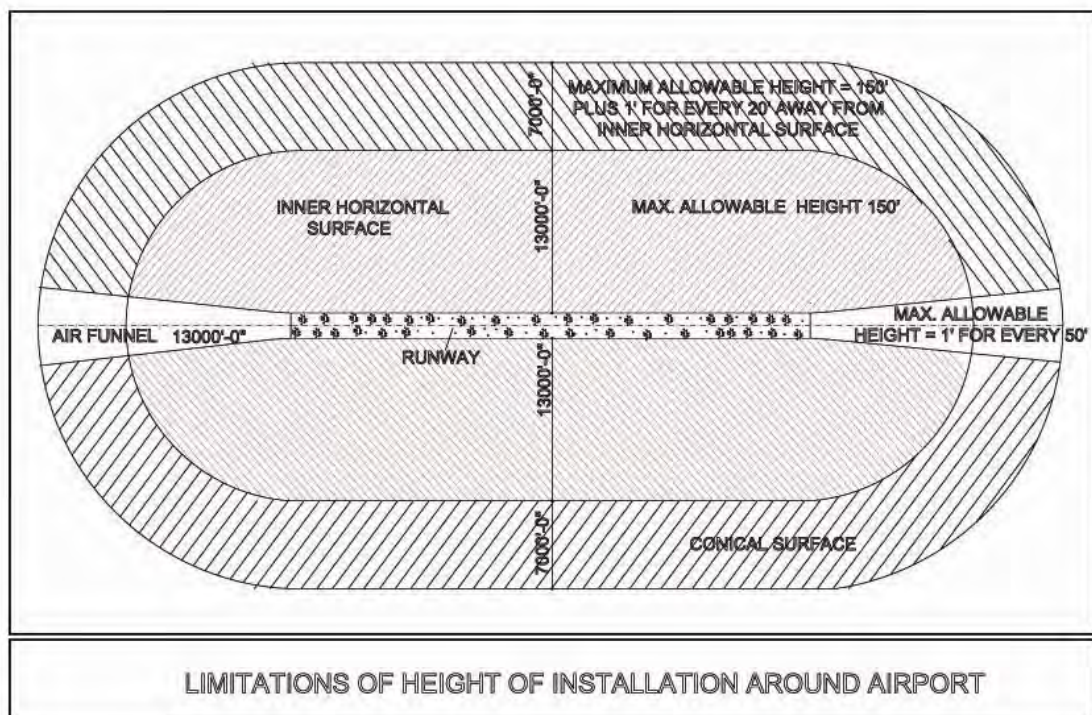 MAXIMUM ALLOWABLE HEIGHT = 150'
PLUS 1' FOR EVERY 20' AWAY FROM
INNER HORIZONTAL SURFACE
7000'-0"
INNER HORIZONTAL
SURFACE
13000'-0"
MAX. ALLOWABLE HEIGHT 150'
AIR FUNNEL 13000'-0"
MAX. ALLOWABLE
HEIGHT = 1' FOR EVERY 50'
RUNWAY
13000'-0"
7000'-0"
CONICAL SURFACE
LIMITATIONS OF HEIGHT OF INSTALLATION AROUND AIRPORT